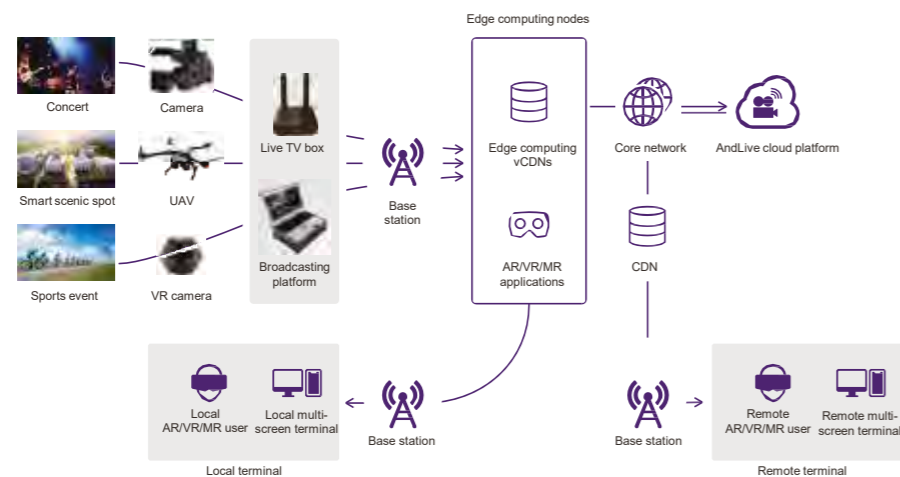 Edge computing nodes
Concert
Camera
Live TV box
Smart scenic spot
UAV
Base
station
Edge computing
vCDNs
Core network
AndLive cloud platform
Sports event
VR camera
Broadcasting
platform
AR/VR/MR
applications
CDN
Local
AR/VR/MR user
Local multi-
screen terminal
Base station
Local terminal
Base station
Remote
AR/VR/MR user
Remote multi-
screen terminal
Remote terminal